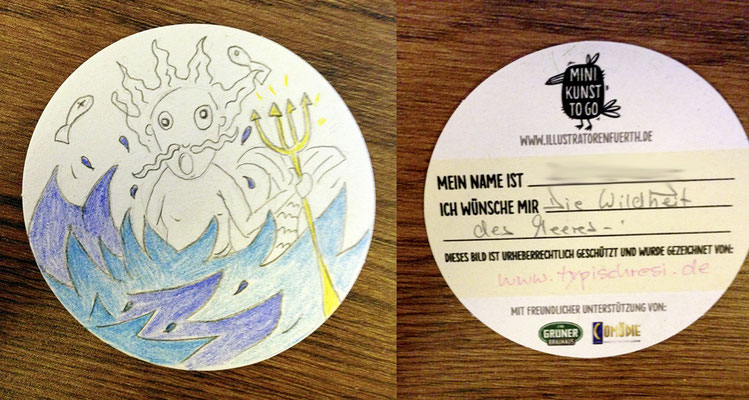 MINI
KUNST
TO GO
WWW.ILLUSTRATORENFUERTH.DE
MEIN NAME IST
ICH WÜNSCHE MIR Die Wildheit
des Meeres
DIESES BILD IST URHEBERRECHTLICH GESCHÜTZT UND WURDE GEZEICHNET VON:
www.typischresi.de
MIT FREUNDLICHER UNTERSTÜTZUNG VON:
GRÜNER
BRAUHAUS
COMÖDIE